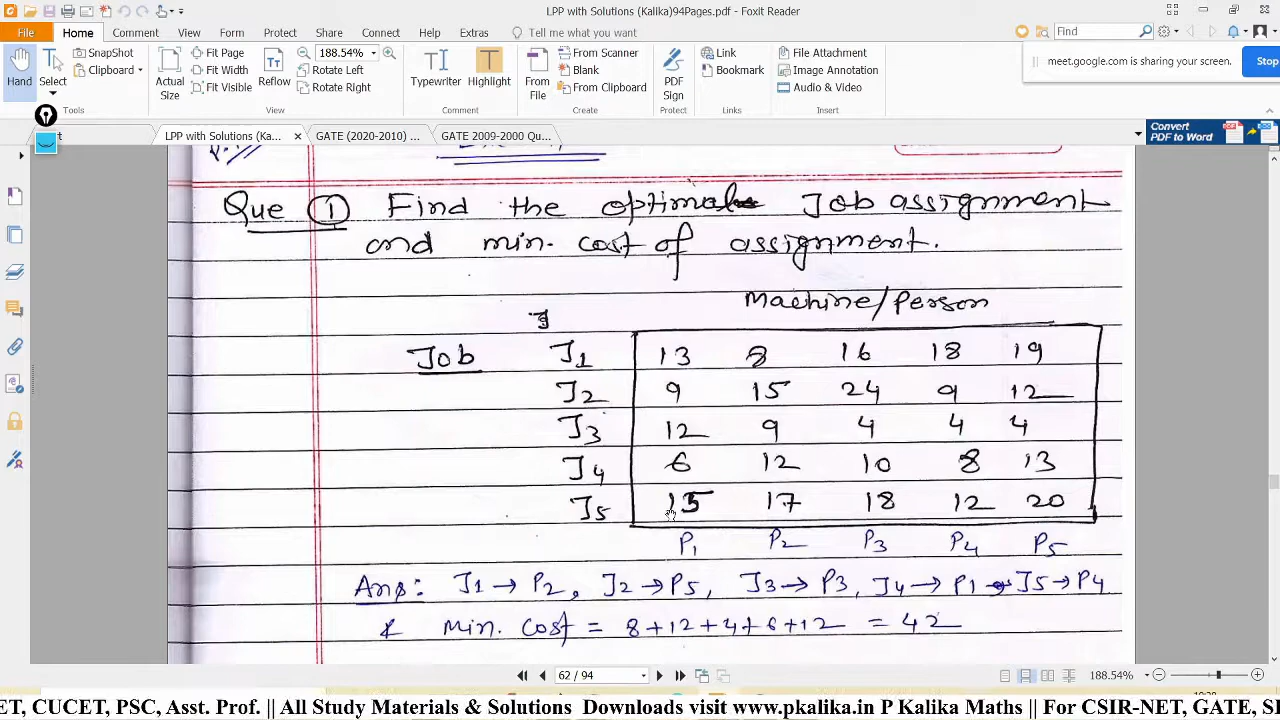 LPP with Solutions (Kalika)94Pages.pdf - Foxit Reader
File Home Comment View Form Protect Share Connect Help Extras Tell me what you want... Find
Hand Select SnapShot Clipboard Actual Size Fit Page Fit Width Fit Visible Reflow 188.54% Rotate Left Rotate Right Typewriter Highlight From File From Scanner Blank From Clipboard PDF Sign Link Bookmark File Attachment Image Annotation Audio & Video
meet.google.com is sharing your screen. Stop
Tools View Comment Create Protect Links Insert
LPP with Solutions (Ka... GATE (2020-2010) ... GATE 2009-2000 Qu... Convert PDF to Word
Que 1 Find the optimal Job assignment
and min. cost of assignment.
Machine/Person
Job J1 13 8 16 18 19
J2 9 15 24 9 12
J3 12 9 4 4 4
J4 6 12 10 8 13
J5 15 17 18 12 20
P1 P2 P3 P4 P5
Ans: J1 → P2, J2 → P5, J3 → P3, J4 → P1 J5 → P4
& Min. cost = 8+12+4+6+12 = 42
62 / 94 188.54%
ET, CUCET, PSC, Asst. Prof. || All Study Materials & Solutions Downloads visit www.pkalika.in P Kalika Maths || For CSIR-NET, GATE, S